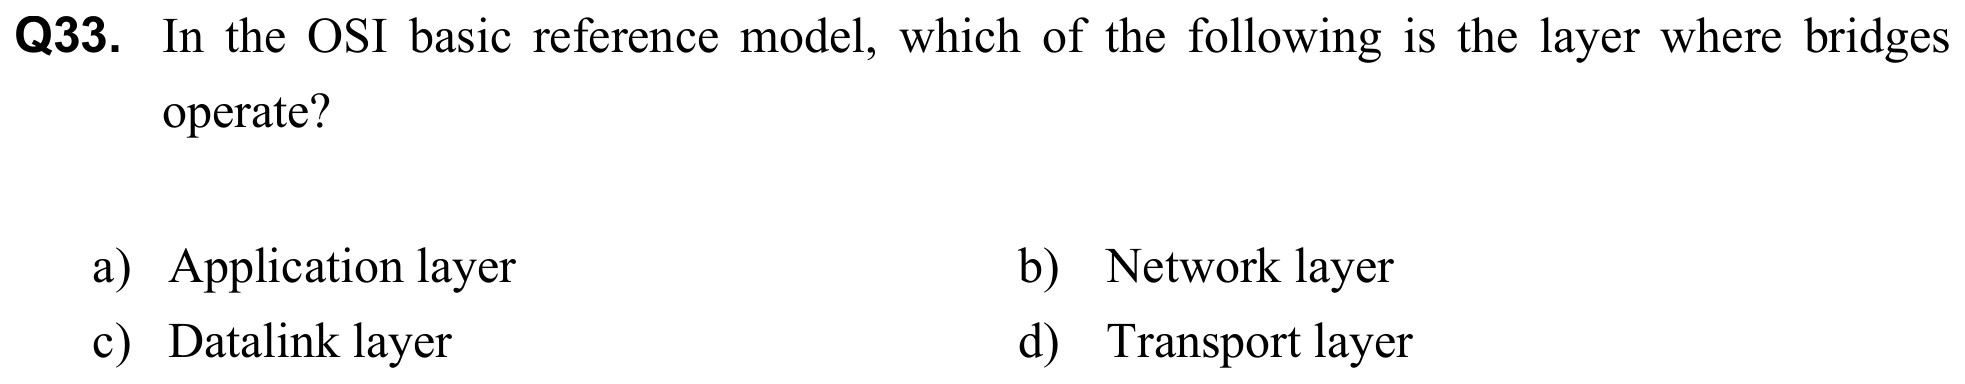 Q33. In the OSI basic reference model, which of the following is the layer where bridges
operate?
a) Application layer b) Network layer
c) Datalink layer d) Transport layer